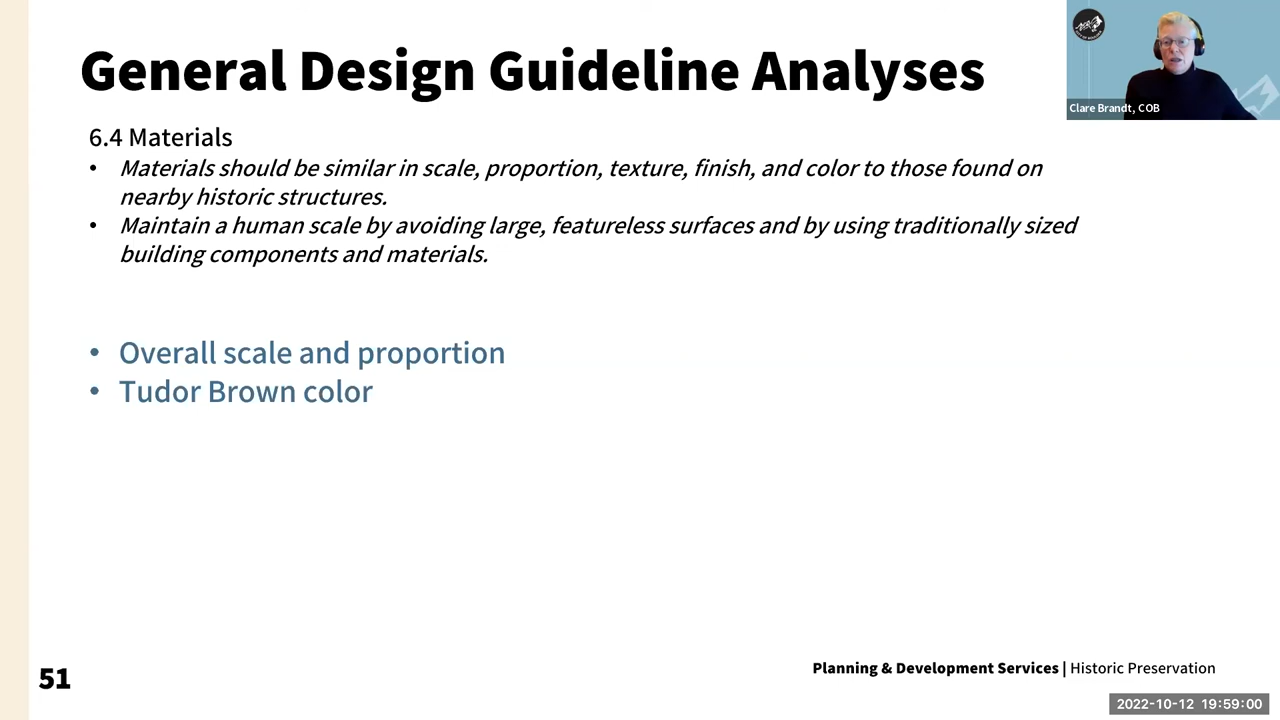 General Design Guideline Analyses
Clare Brandt, COB
6.4 Materials
• Materials should be similar in scale, proportion, texture, finish, and color to those found on
nearby historic structures.
• Maintain a human scale by avoiding large, featureless surfaces and by using traditionally sized
building components and materials.
• Overall scale and proportion
• Tudor Brown color
51
Planning & Development Services | Historic Preservation
2022-10-12 19:59:00